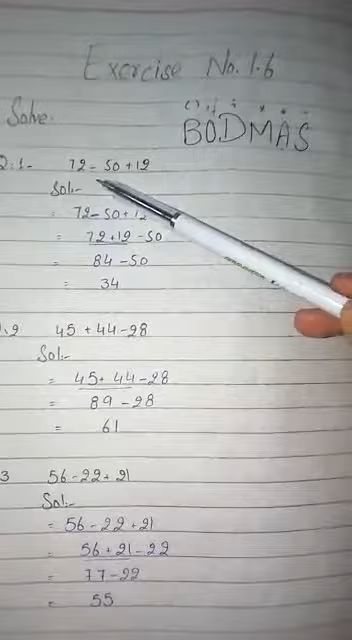 Exercise No. 1.6
Solve:
( ) , of ÷ × + -
BODMAS
Q:1- 72 - 50 + 12
Sol:-
= 72 - 50 + 12
= 72 + 12 - 50
= 84 - 50
= 34
Q.2 45 + 44 - 28
Sol:-
= 45 + 44 - 28
= 89 - 28
= 61
3 56 - 22 + 21
Sol:-
= 56 - 22 + 21
= 56 + 21 - 22
= 77 - 22
= 55